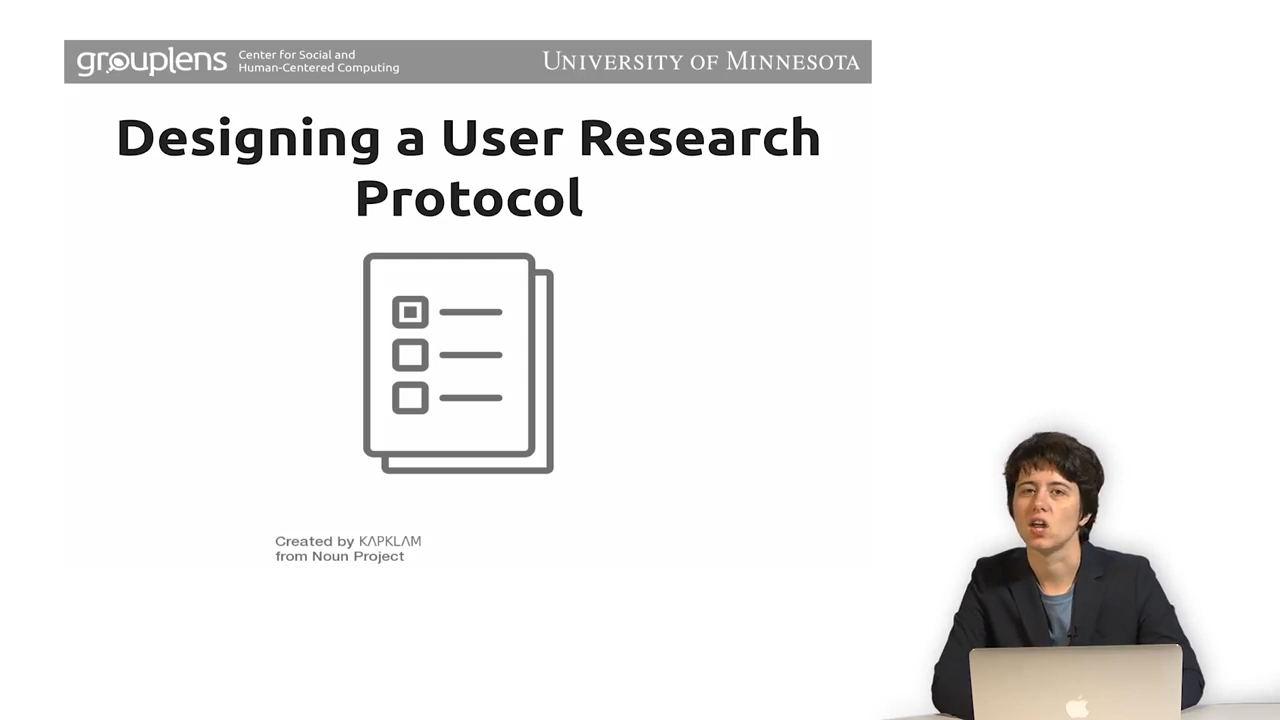 grouplens
Center for Social and
Human-Centered Computing
UNIVERSITY OF MINNESOTA
Designing a User Research
Protocol
Created by KAPKLAM
from Noun Project